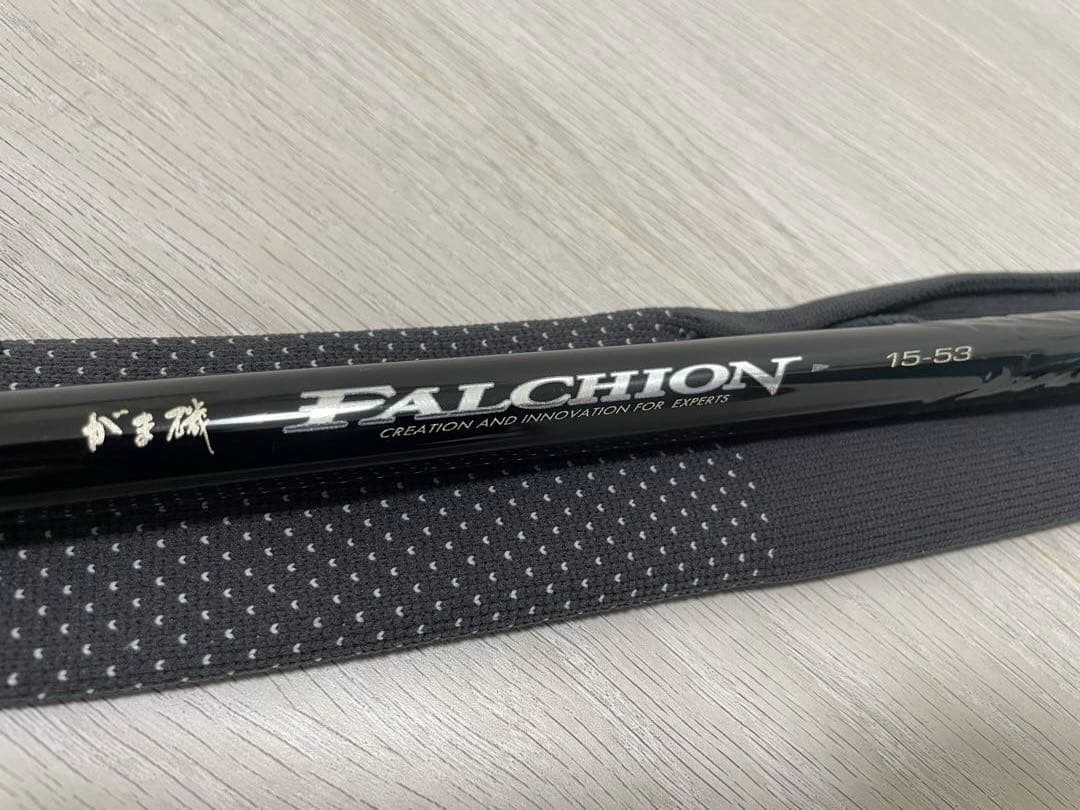 がま磯 FALCHION 15-53
CREATION AND INNOVATION FOR EXPERTS